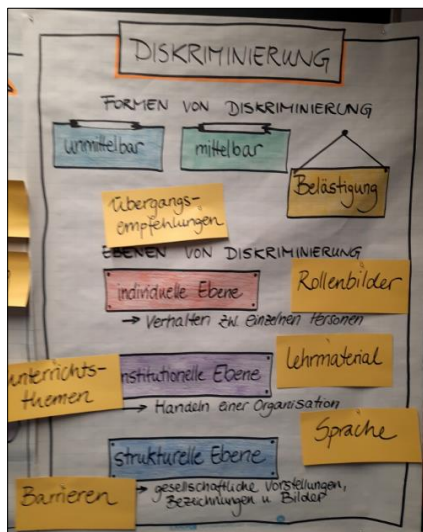 DISKRIMINIERUNG
FORMEN VON DISKRIMINIERUNG
unmittelbar
mittelbar
Belästigung
Übergangs-
empfehlungen
EBENEN VON DISKRIMINIERUNG
individuelle Ebene
Rollenbilder
→ Verhalten zw. einzelnen Personen
Lehrmaterial
unterrichts-
themen
institutionelle Ebene
→ Handeln einer Organisation
Sprache
strukturelle Ebene
→ gesellschaftliche Vorstellungen,
Bezeichnungen u Bilder
Barrieren